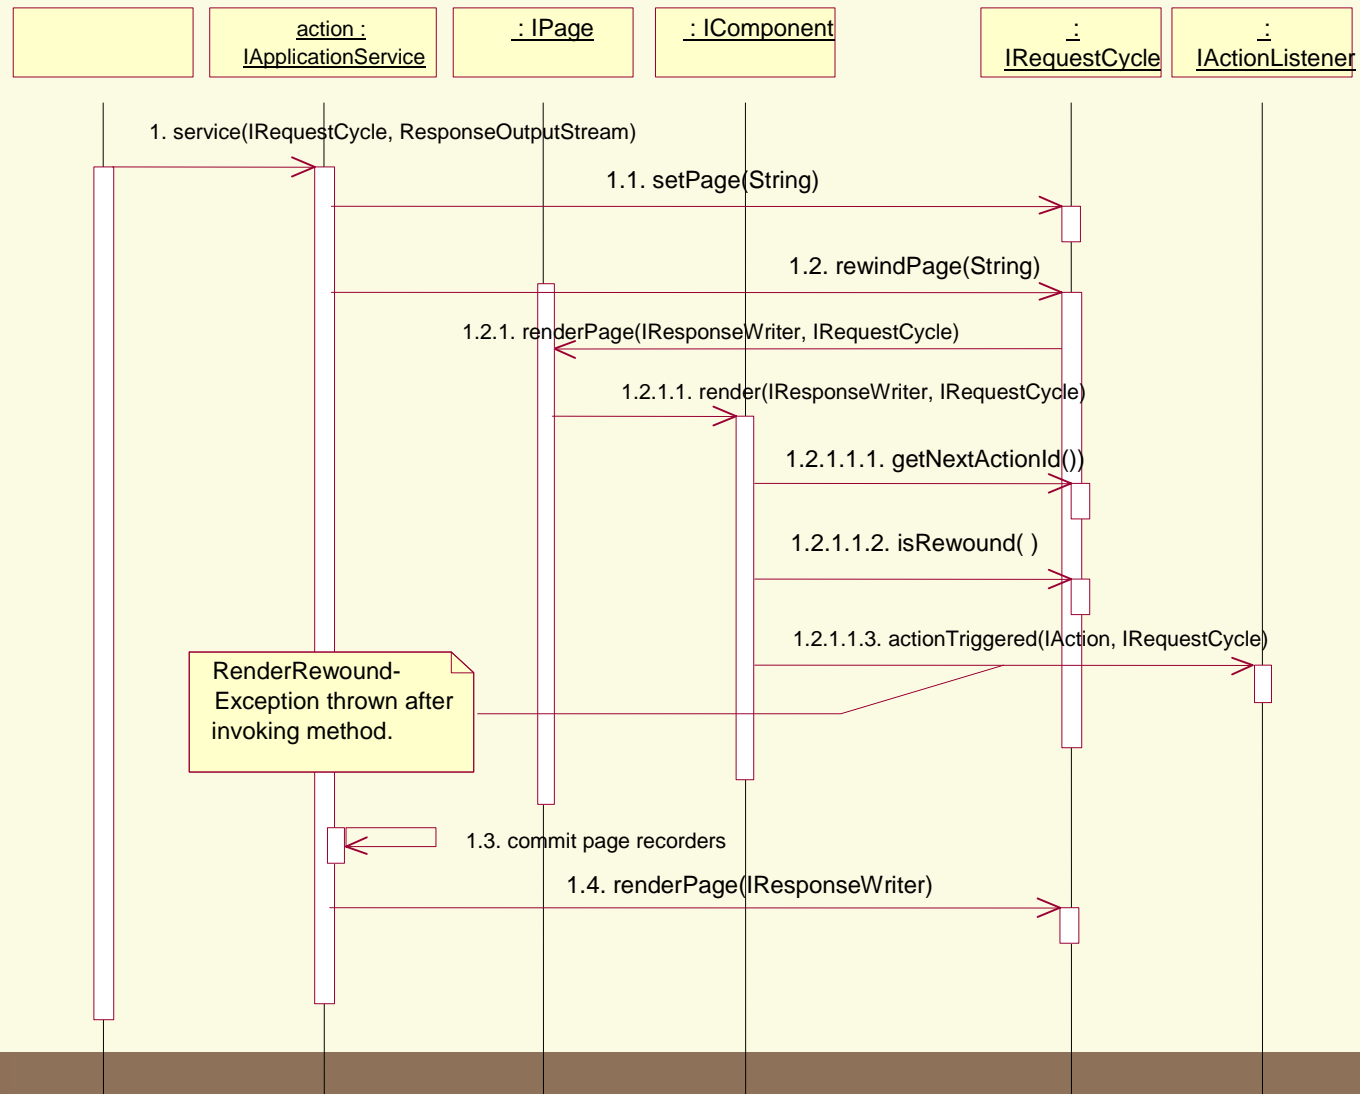 action :
IApplicationService
: IPage
: IComponent
:
IRequestCycle
:
IActionListener
1. service(IRequestCycle, ResponseOutputStream)
1.1. setPage(String)
1.2. rewindPage(String)
1.2.1. renderPage(IResponseWriter, IRequestCycle)
1.2.1.1. render(IResponseWriter, IRequestCycle)
1.2.1.1.1. getNextActionId())
1.2.1.1.2. isRewound( )
1.2.1.1.3. actionTriggered(IAction, IRequestCycle)
RenderRewound-
Exception thrown after
invoking method.
1.3. commit page recorders
1.4. renderPage(IResponseWriter)